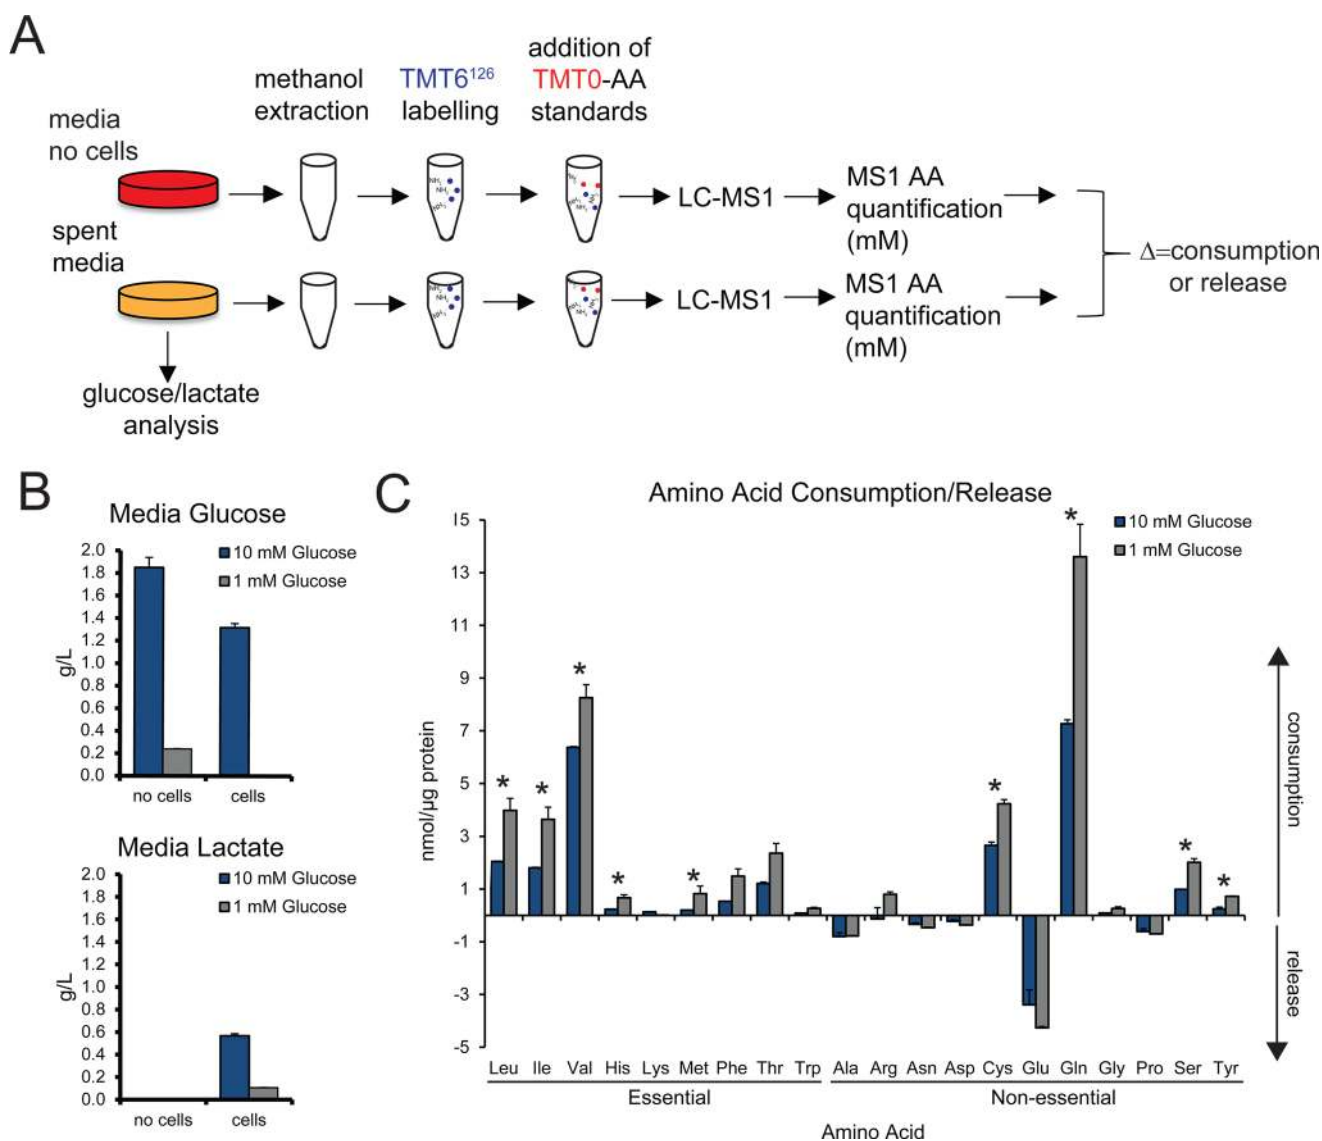 A
media
no cells
methanol
extraction
TMT6¹²⁶
labelling
addition of
TMT0-AA
standards
NH₂
NH₂
LC-MS1
MS1 AA
quantification
(mM)
spent
media
NH₂
NH₂
LC-MS1
MS1 AA
quantification
(mM)
Δ=consumption
or release
glucose/lactate
analysis
B
Media Glucose
10 mM Glucose
1 mM Glucose
g/L
2.0
1.8
1.6
1.4
1.2
1.0
0.8
0.6
0.4
0.2
0.0
no cells
cells
Media Lactate
10 mM Glucose
1 mM Glucose
g/L
2.0
1.8
1.6
1.4
1.2
1.0
0.8
0.6
0.4
0.2
0.0
no cells
cells
C
Amino Acid Consumption/Release
10 mM Glucose
1 mM Glucose
nmol/µg protein
15
13
11
9
7
5
3
1
-1
-3
-5
* * * * * * * * *
consumption
release
Leu Ile Val His Lys Met Phe Thr Trp Ala Arg Asn Asp Cys Glu Gln Gly Pro Ser Tyr
Essential Non-essential
Amino Acid